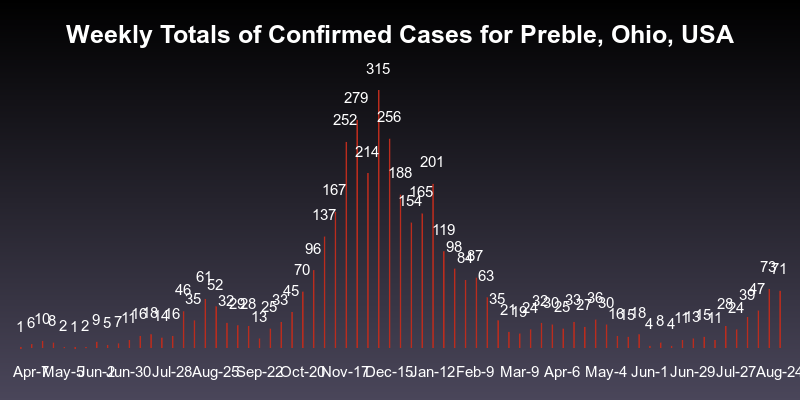 Weekly Totals of Confirmed Cases for Preble, Ohio, USA
1 6 10 8 2 1 2 9 5 7 11 16 18 14 16 46 35 61 52 32 29 28 13 25 33 45 70 96 137 167 252 279 214 315 256 188 154 165 201 119 98 84 87 63 35 21 19 24 32 30 25 33 27 36 30 16 15 18 4 8 4 11 13 15 11 28 24 39 47 73 71
Apr-7 May-5 Jun-2 Jun-30 Jul-28 Aug-25 Sep-22 Oct-20 Nov-17 Dec-15 Jan-12 Feb-9 Mar-9 Apr-6 May-4 Jun-1 Jun-29 Jul-27 Aug-24